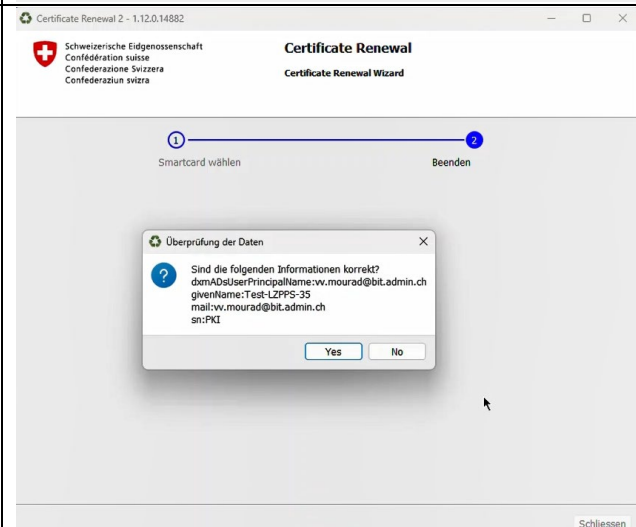 Certificate Renewal 2 - 1.12.0.14882
Schweizerische Eidgenossenschaft
Confédération suisse
Confederazione Svizzera
Confederaziun svizra
Certificate Renewal
Certificate Renewal Wizard
1
2
Smartcard wählen
Beenden
Überprüfung der Daten
Sind die folgenden Informationen korrekt?
dxmADsUserPrincipalName:vv.mourad@bit.admin.ch
givenName:Test-LZPPS-35
mail:vv.mourad@bit.admin.ch
sn:PKI
Yes
No
Schliessen